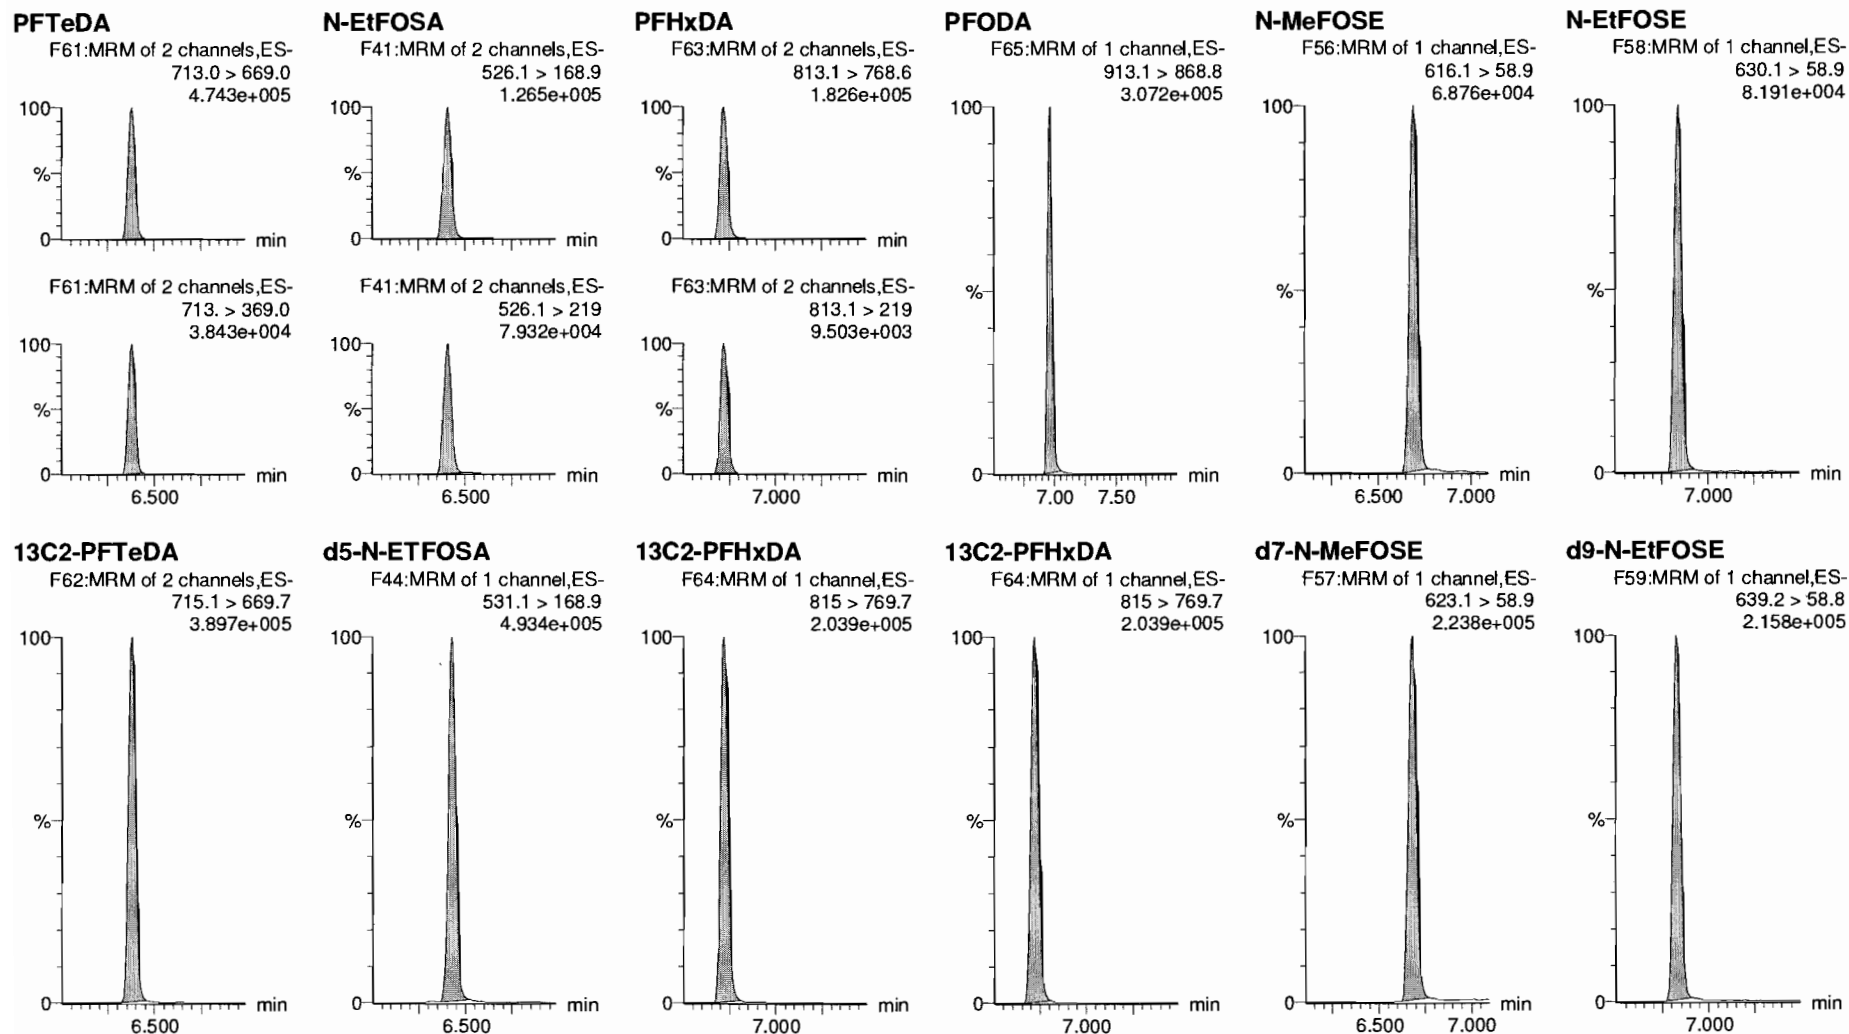 PFTeDA
F61:MRM of 2 channels,ES-
713.0 > 669.0
4.743e+005
100
%
0
min
F61:MRM of 2 channels,ES-
713. > 369.0
3.843e+004
100
%
0
min
6.500
N-EtFOSA
F41:MRM of 2 channels,ES-
526.1 > 168.9
1.265e+005
100
%
0
min
F41:MRM of 2 channels,ES-
526.1 > 219
7.932e+004
100
%
0
min
6.500
PFHxDA
F63:MRM of 2 channels,ES-
813.1 > 768.6
1.826e+005
100
%
0
min
F63:MRM of 2 channels,ES-
813.1 > 219
9.503e+003
100
%
0
min
7.000
PFODA
F65:MRM of 1 channel,ES-
913.1 > 868.8
3.072e+005
100
%
0
min
7.00 7.50
N-MeFOSE
F56:MRM of 1 channel,ES-
616.1 > 58.9
6.876e+004
100
%
0
min
6.500 7.000
N-EtFOSE
F58:MRM of 1 channel,ES-
630.1 > 58.9
8.191e+004
100
%
0
min
7.000
13C2-PFTeDA
F62:MRM of 2 channels,ES-
715.1 > 669.7
3.897e+005
100
%
0
min
6.500
d5-N-ETFOSA
F44:MRM of 1 channel,ES-
531.1 > 168.9
4.934e+005
100
%
0
min
6.500
13C2-PFHxDA
F64:MRM of 1 channel,ES-
815 > 769.7
2.039e+005
100
%
0
min
7.000
13C2-PFHxDA
F64:MRM of 1 channel,ES-
815 > 769.7
2.039e+005
100
%
0
min
7.000
d7-N-MeFOSE
F57:MRM of 1 channel,ES-
623.1 > 58.9
2.238e+005
100
%
0
min
6.500 7.000
d9-N-EtFOSE
F59:MRM of 1 channel,ES-
639.2 > 58.8
2.158e+005
100
%
0
min
7.000